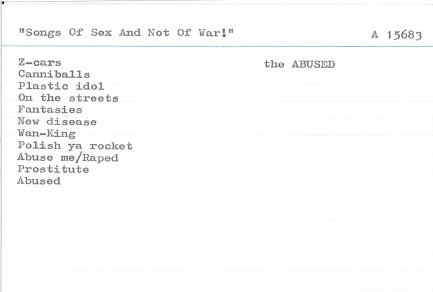 "Songs Of Sex And Not Of War!" A 15683
Z-cars the ABUSED
Canniballs
Plastic idol
On the streets
Fantasies
New disease
Wan-King
Polish ya rocket
Abuse me/Raped
Prostitute
Abused